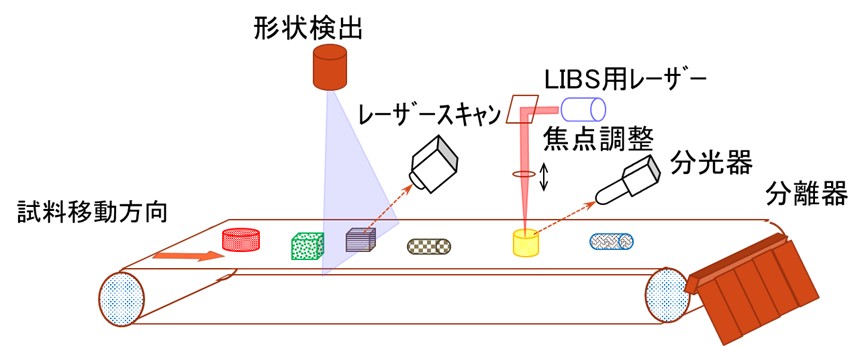 形状検出
LIBS用レーザー
レーザースキャン
焦点調整
分光器
分離器
試料移動方向